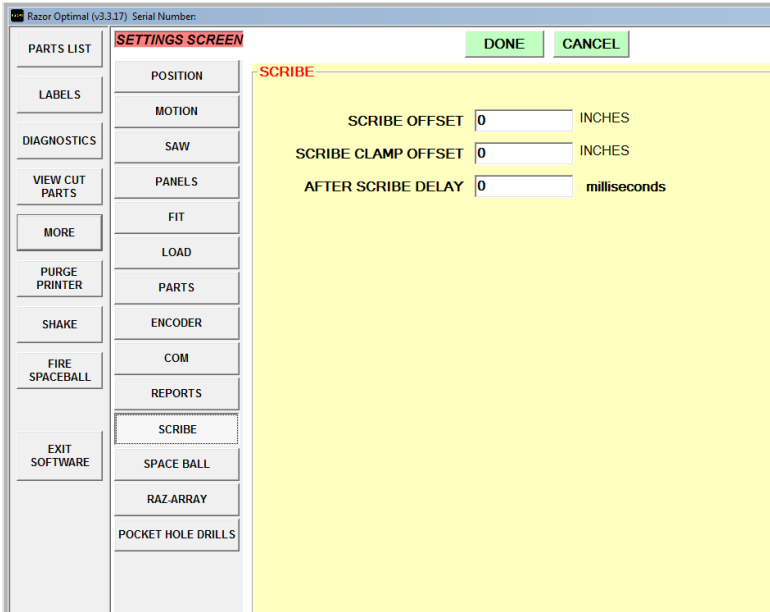 Razor Optimal (v3.3.17) Serial Number:
PARTS LIST
LABELS
DIAGNOSTICS
VIEW CUT
PARTS
MORE
PURGE
PRINTER
SHAKE
FIRE
SPACEBALL
EXIT
SOFTWARE
SETTINGS SCREEN
POSITION
MOTION
SAW
PANELS
FIT
LOAD
PARTS
ENCODER
COM
REPORTS
SCRIBE
SPACE BALL
RAZ-ARRAY
POCKET HOLE DRILLS
DONE CANCEL
SCRIBE
SCRIBE OFFSET 0 INCHES
SCRIBE CLAMP OFFSET 0 INCHES
AFTER SCRIBE DELAY 0 milliseconds